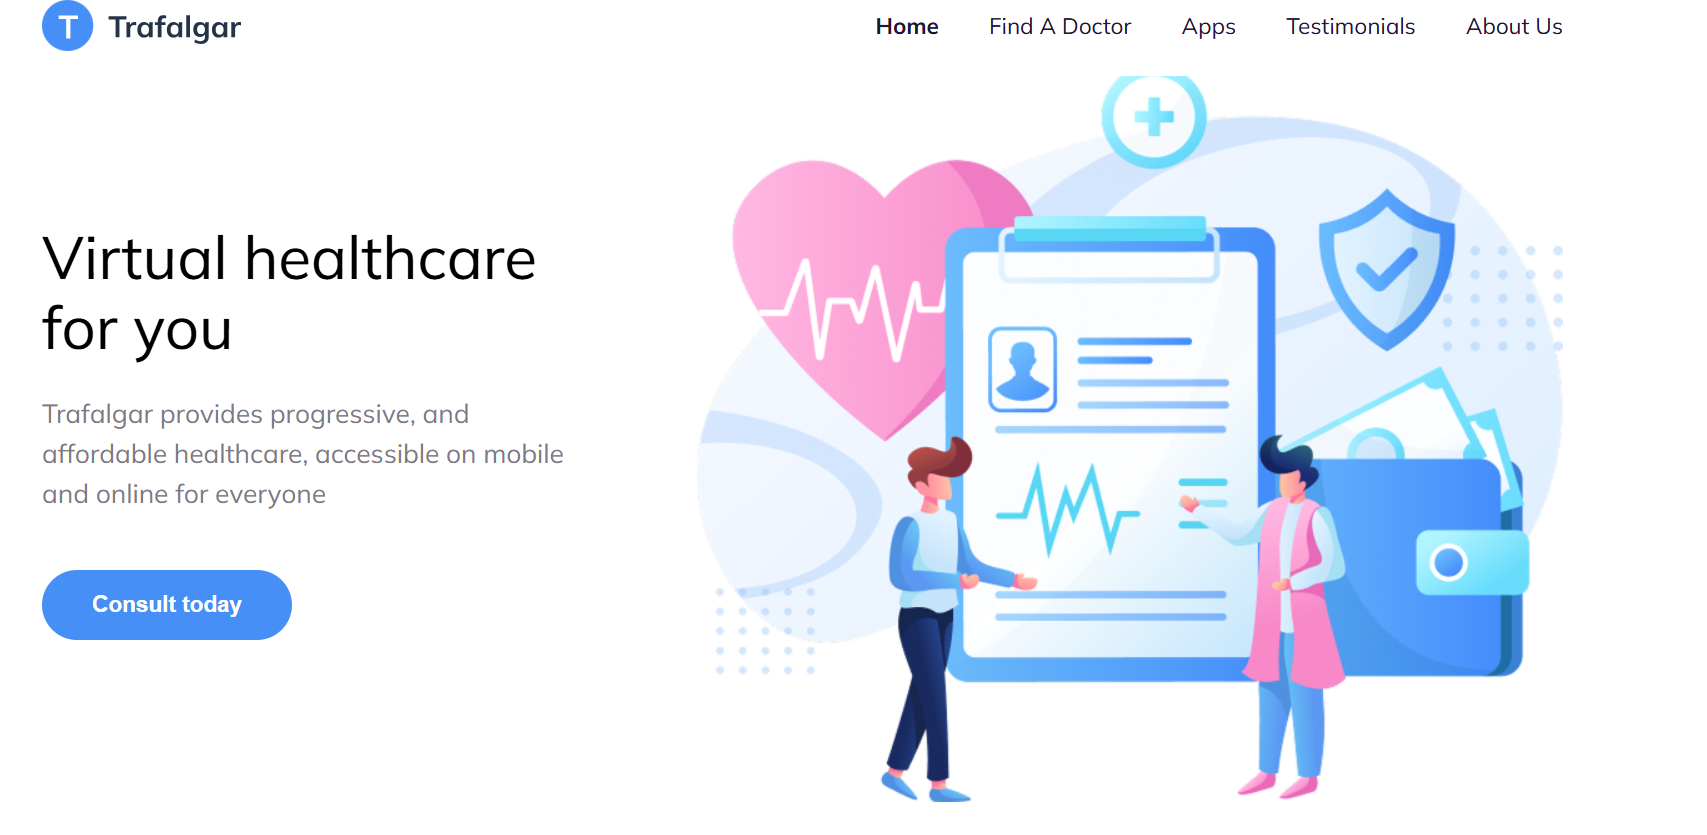 T Trafalgar
Home Find A Doctor Apps Testimonials About Us
Virtual healthcare
for you
Trafalgar provides progressive, and
affordable healthcare, accessible on mobile
and online for everyone
Consult today